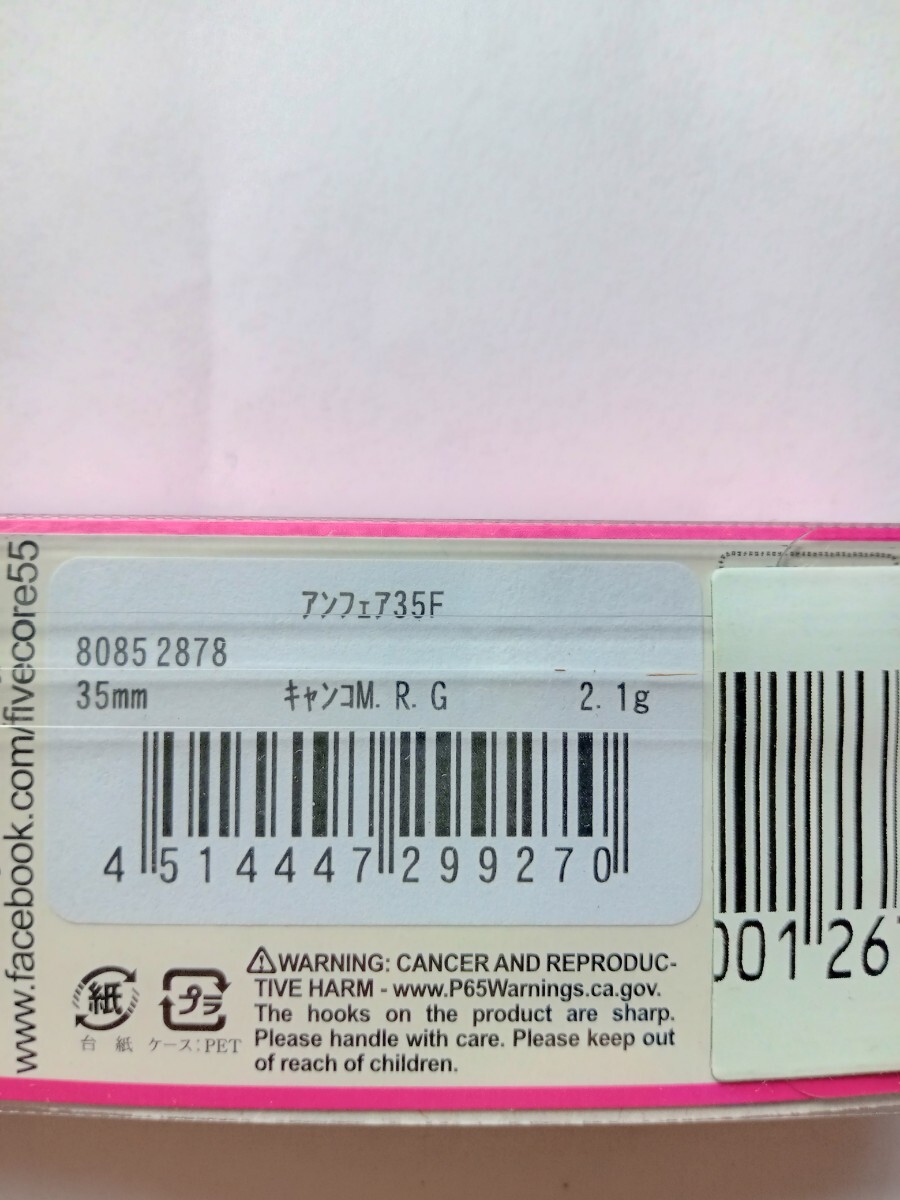 www.facebook.com/fivecore55
ｱﾝﾌｪｱ35F
8085 2878
35mm ｷｬﾝｺM. R. G 2. 1g
4 514447 299270
001 26
紙
プラ
台 紙 ケース:PET
⚠WARNING: CANCER AND REPRODUC-
TIVE HARM - www.P65Warnings.ca.gov.
The hooks on the product are sharp.
Please handle with care. Please keep out
of reach of children.